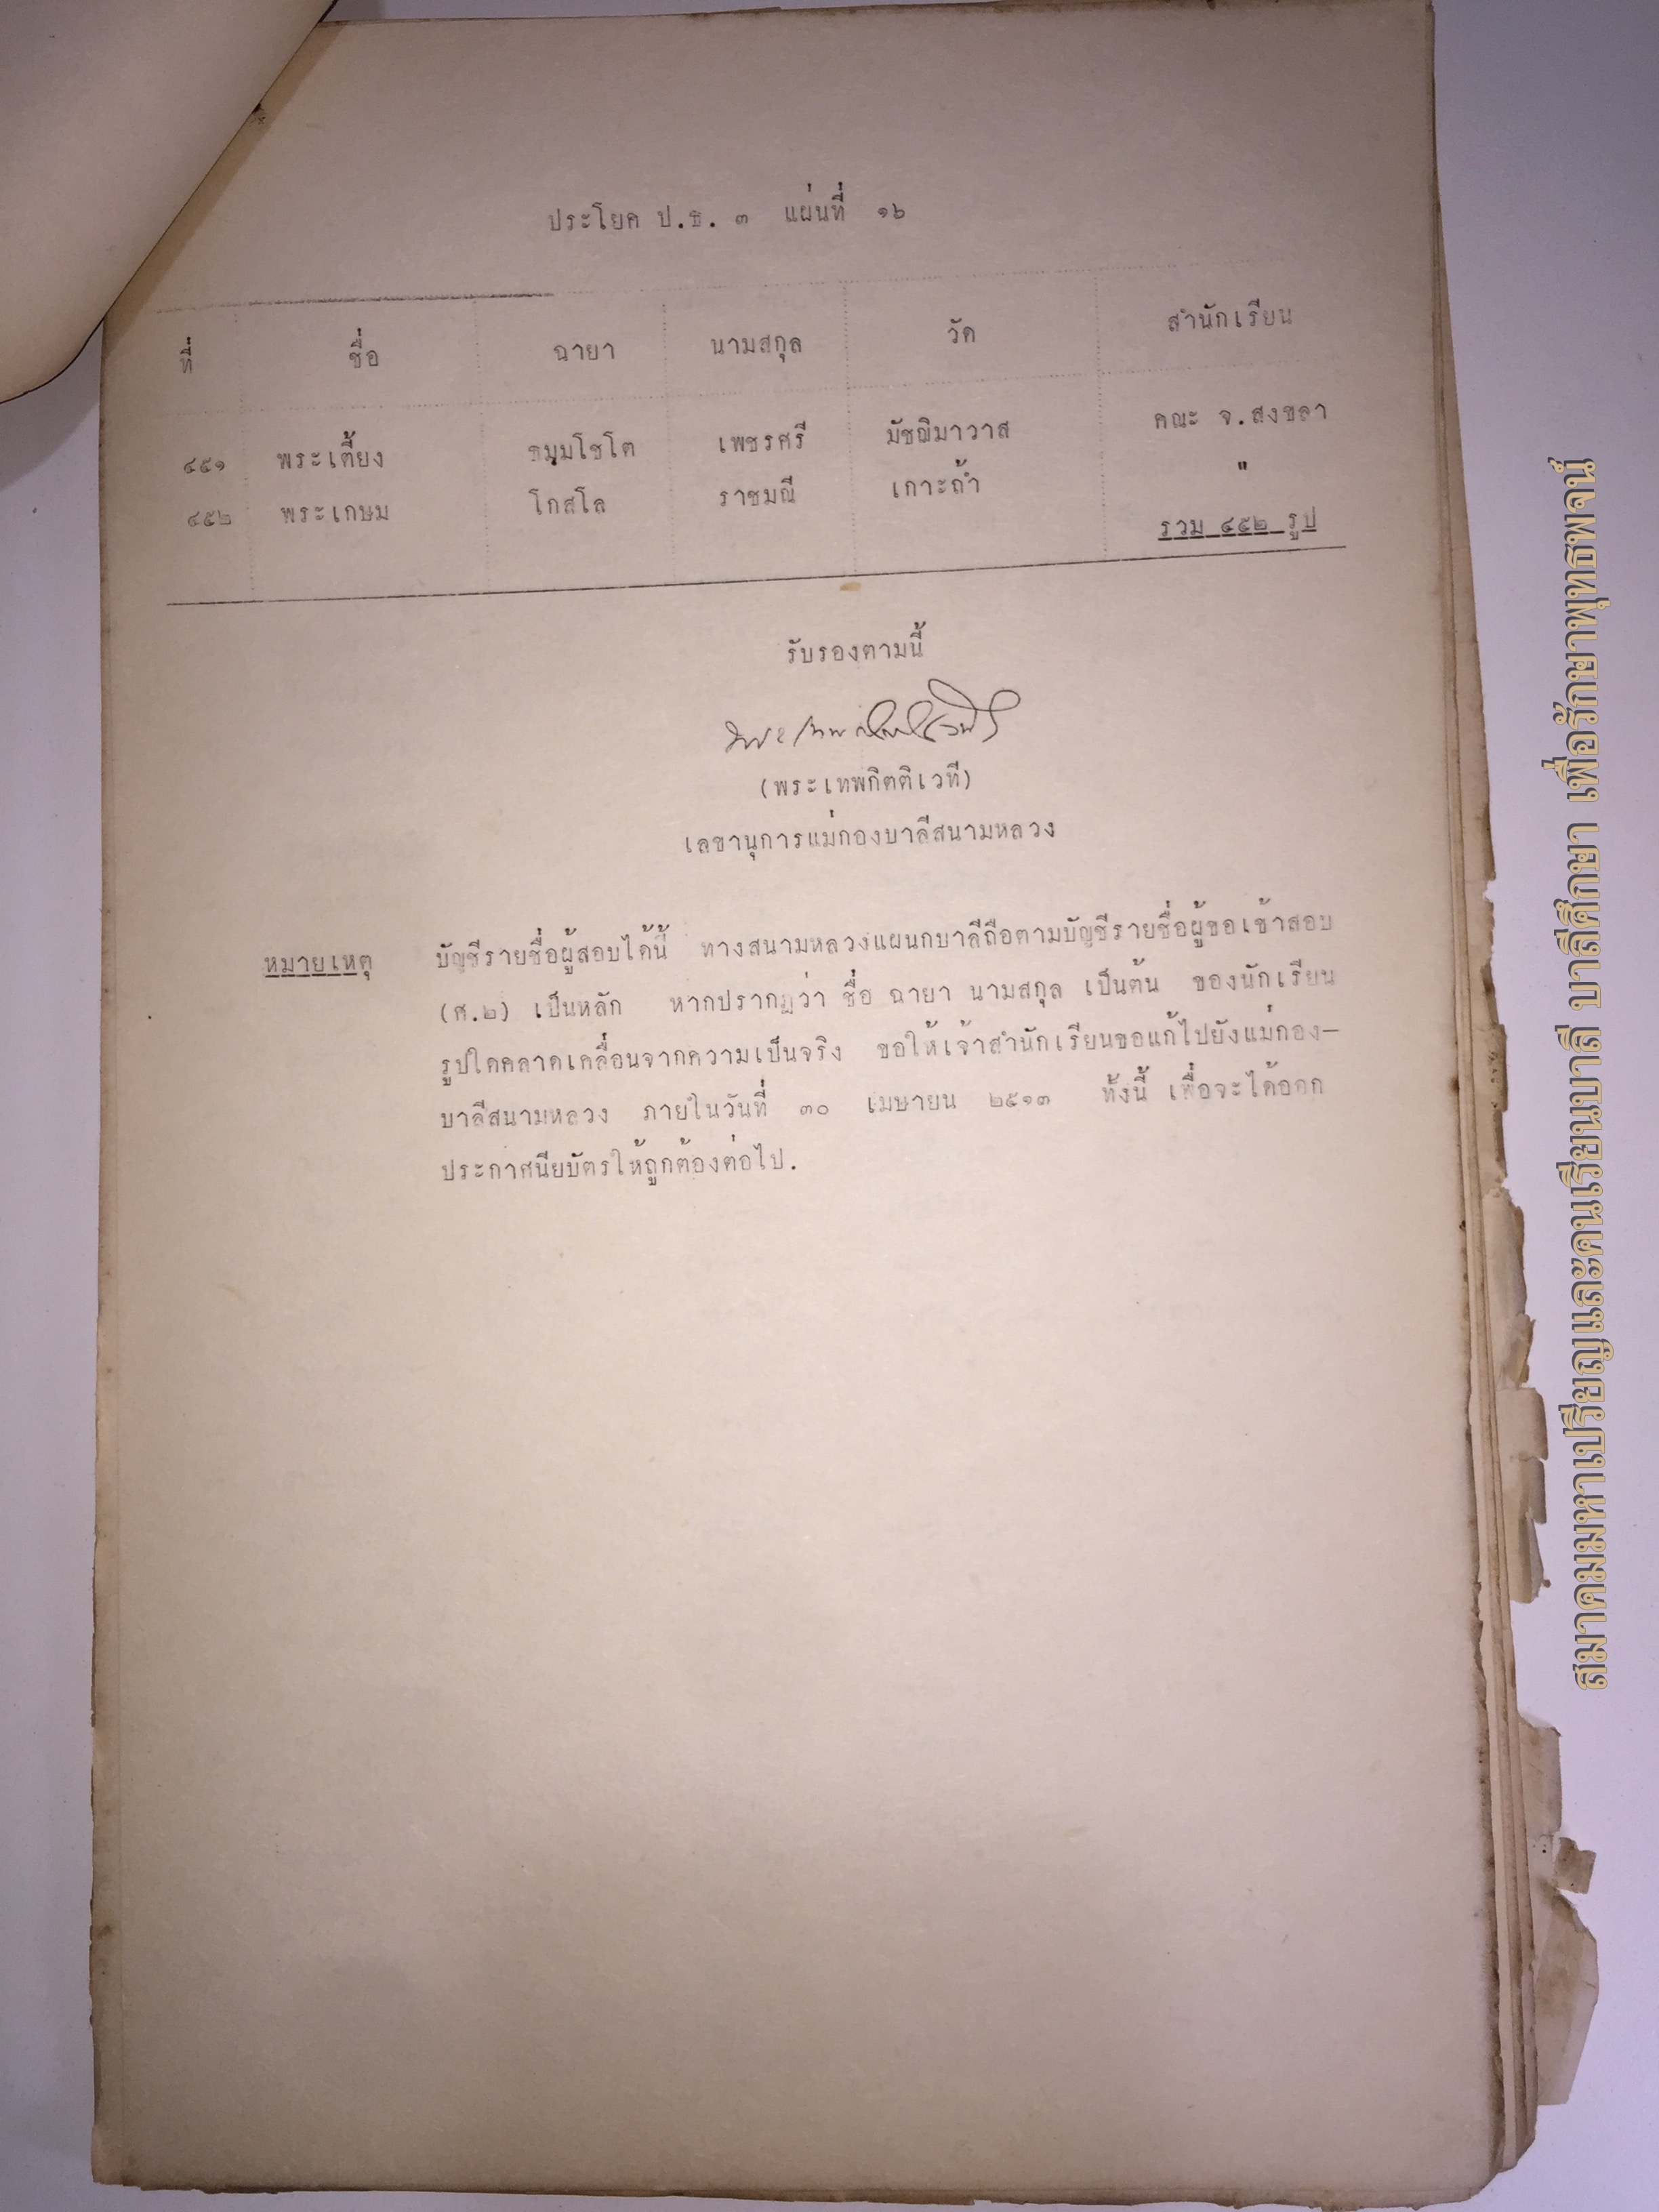 ประโยค ป.ธ. ๓ แผ่นที่ ๑๖
ที่ ชื่อ ฉายา นามสกุล วัด สำนักเรียน
๔๕๑ พระเตี้ยง ธมฺมโชโต เพชรศรี มัชฌิมาวาส คณะ จ.สงขลา
๔๕๒ พระเกษม โกสโล ราชมณี เกาะถ้ำ "
รวม ๔๕๒ รูป
รับรองตามนี้
(พระเทพกิตติเวที)
เลขานุการแม่กองบาลีสนามหลวง
หมายเหตุ บัญชีรายชื่อผู้สอบได้นี้ ทางสนามหลวงแผนกบาลีถือตามบัญชีรายชื่อผู้ขอเข้าสอบ
(ศ.๒) เป็นหลัก หากปรากฏว่า ชื่อ ฉายา นามสกุล เป็นต้น ของนักเรียน
รูปใดคลาดเคลื่อนจากความเป็นจริง ขอให้เจ้าสำนักเรียนขอแก้ไปยังแม่กอง-
บาลีสนามหลวง ภายในวันที่ ๓๐ เมษายน ๒๕๑๓ ทั้งนี้ เพื่อจะได้ออก
ประกาศนียบัตรให้ถูกต้องต่อไป.
สมาคมมหาเปรียญและคนเรียนบาลี บาลีศึกษา เพื่อรักษาพุทธพจน์